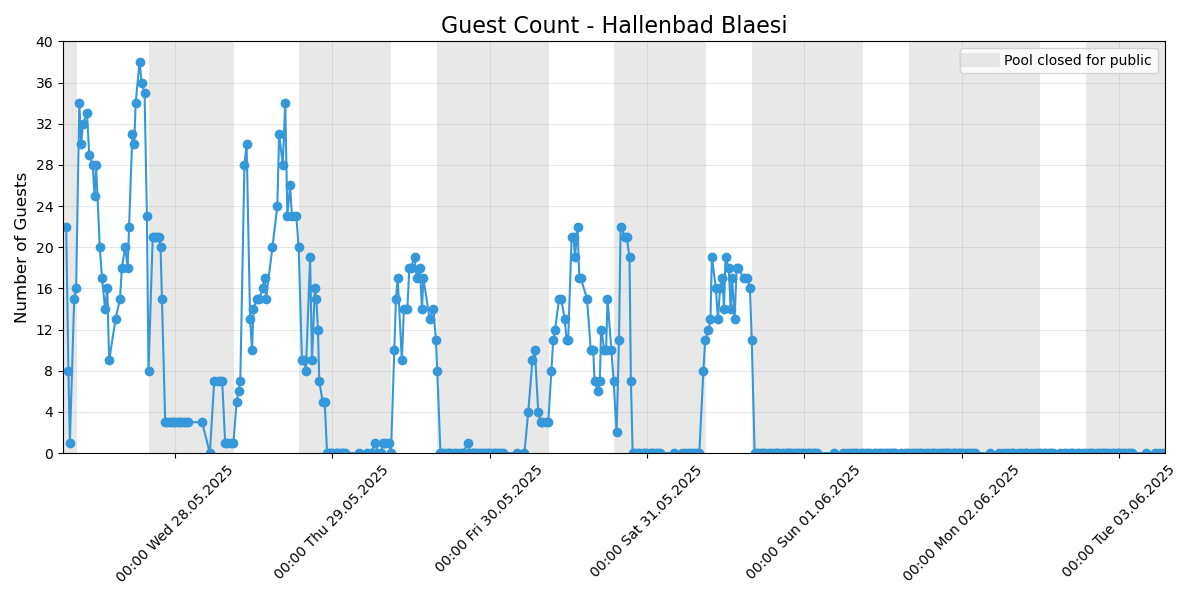 Guest Count - Hallenbad Blaesi
Pool closed for public
Number of Guests
40
36
32
28
24
20
16
12
8
4
0
00:00 Wed 28.05.2025
00:00 Thu 29.05.2025
00:00 Fri 30.05.2025
00:00 Sat 31.05.2025
00:00 Sun 01.06.2025
00:00 Mon 02.06.2025
00:00 Tue 03.06.2025